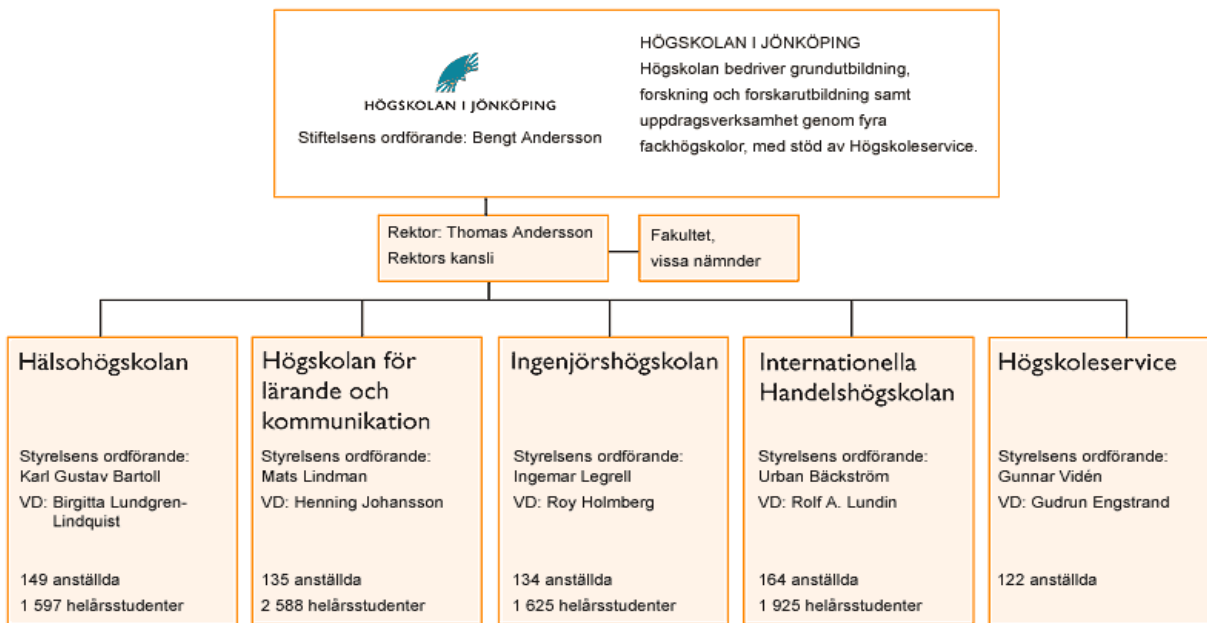 HÖGSKOLAN I JÖNKÖPING
Stiftelsens ordförande: Bengt Andersson
HÖGSKOLAN I JÖNKÖPING
Högskolan bedriver grundutbildning,
forskning och forskarutbildning samt
uppdragsverksamhet genom fyra
fackhögskolor, med stöd av Högskoleservice.
Rektor: Thomas Andersson
Rektors kansli
Fakultet,
vissa nämnder
Hälsohögskolan
Styrelsens ordförande:
Karl Gustav Bartoll
VD: Birgitta Lundgren-
Lindquist
149 anställda
1 597 helårsstudenter
Högskolan för
lärande och
kommunikation
Styrelsens ordförande:
Mats Lindman
VD: Henning Johansson
135 anställda
2 588 helårsstudenter
Ingenjörshögskolan
Styrelsens ordförande:
Ingemar Legrell
VD: Roy Holmberg
134 anställda
1 625 helårsstudenter
Internationella
Handelshögskolan
Styrelsens ordförande:
Urban Bäckström
VD: Rolf A. Lundin
164 anställda
1 925 helårsstudenter
Högskoleservice
Styrelsens ordförande:
Gunnar Vidén
VD: Gudrun Engstrand
122 anställda